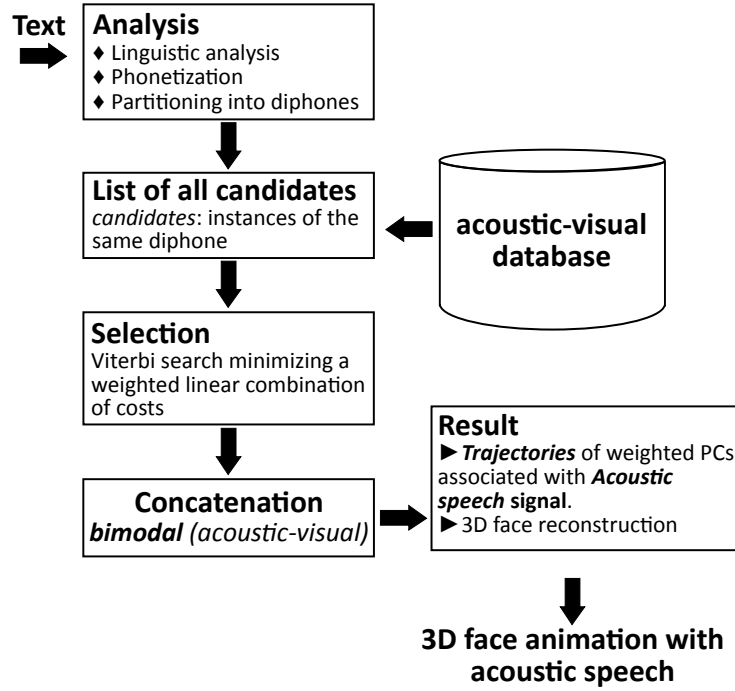 Text
Analysis
♦ Linguistic analysis
♦ Phonetization
♦ Partitioning into diphones
List of all candidates
candidates: instances of the
same diphone
acoustic-visual
database
Selection
Viterbi search minimizing a
weighted linear combination
of costs
Concatenation
bimodal (acoustic-visual)
Result
►Trajectories of weighted PCs
associated with Acoustic
speech signal.
►3D face reconstruction
3D face animation with
acoustic speech